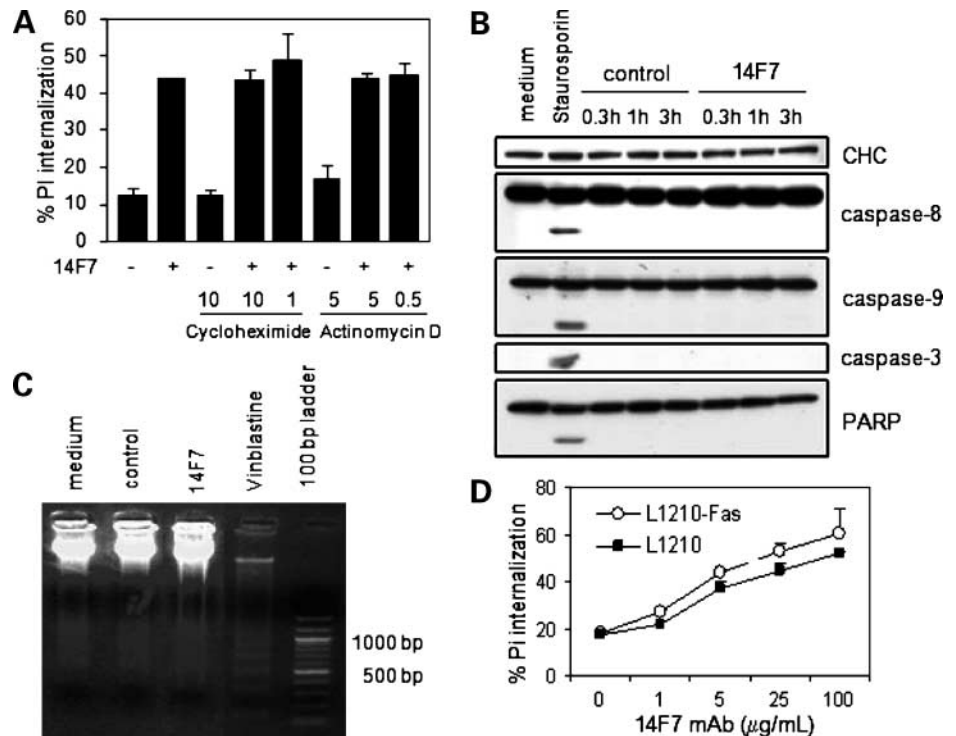 A
% PI internalization
60
50
40
30
20
10
0
14F7 - + - + + - + +
10 10 1 5 5 0.5
Cycloheximide Actinomycin D
B
medium
Staurosporin
control 14F7
0.3h 1h 3h 0.3h 1h 3h
CHC
caspase-8
caspase-9
caspase-3
PARP
C
medium
control
14F7
Vinblastine
100 bp ladder
1000 bp
500 bp
D
% PI internalization
80
60
40
20
0
L1210-Fas
L1210
0 1 5 25 100
14F7 mAb (µg/mL)